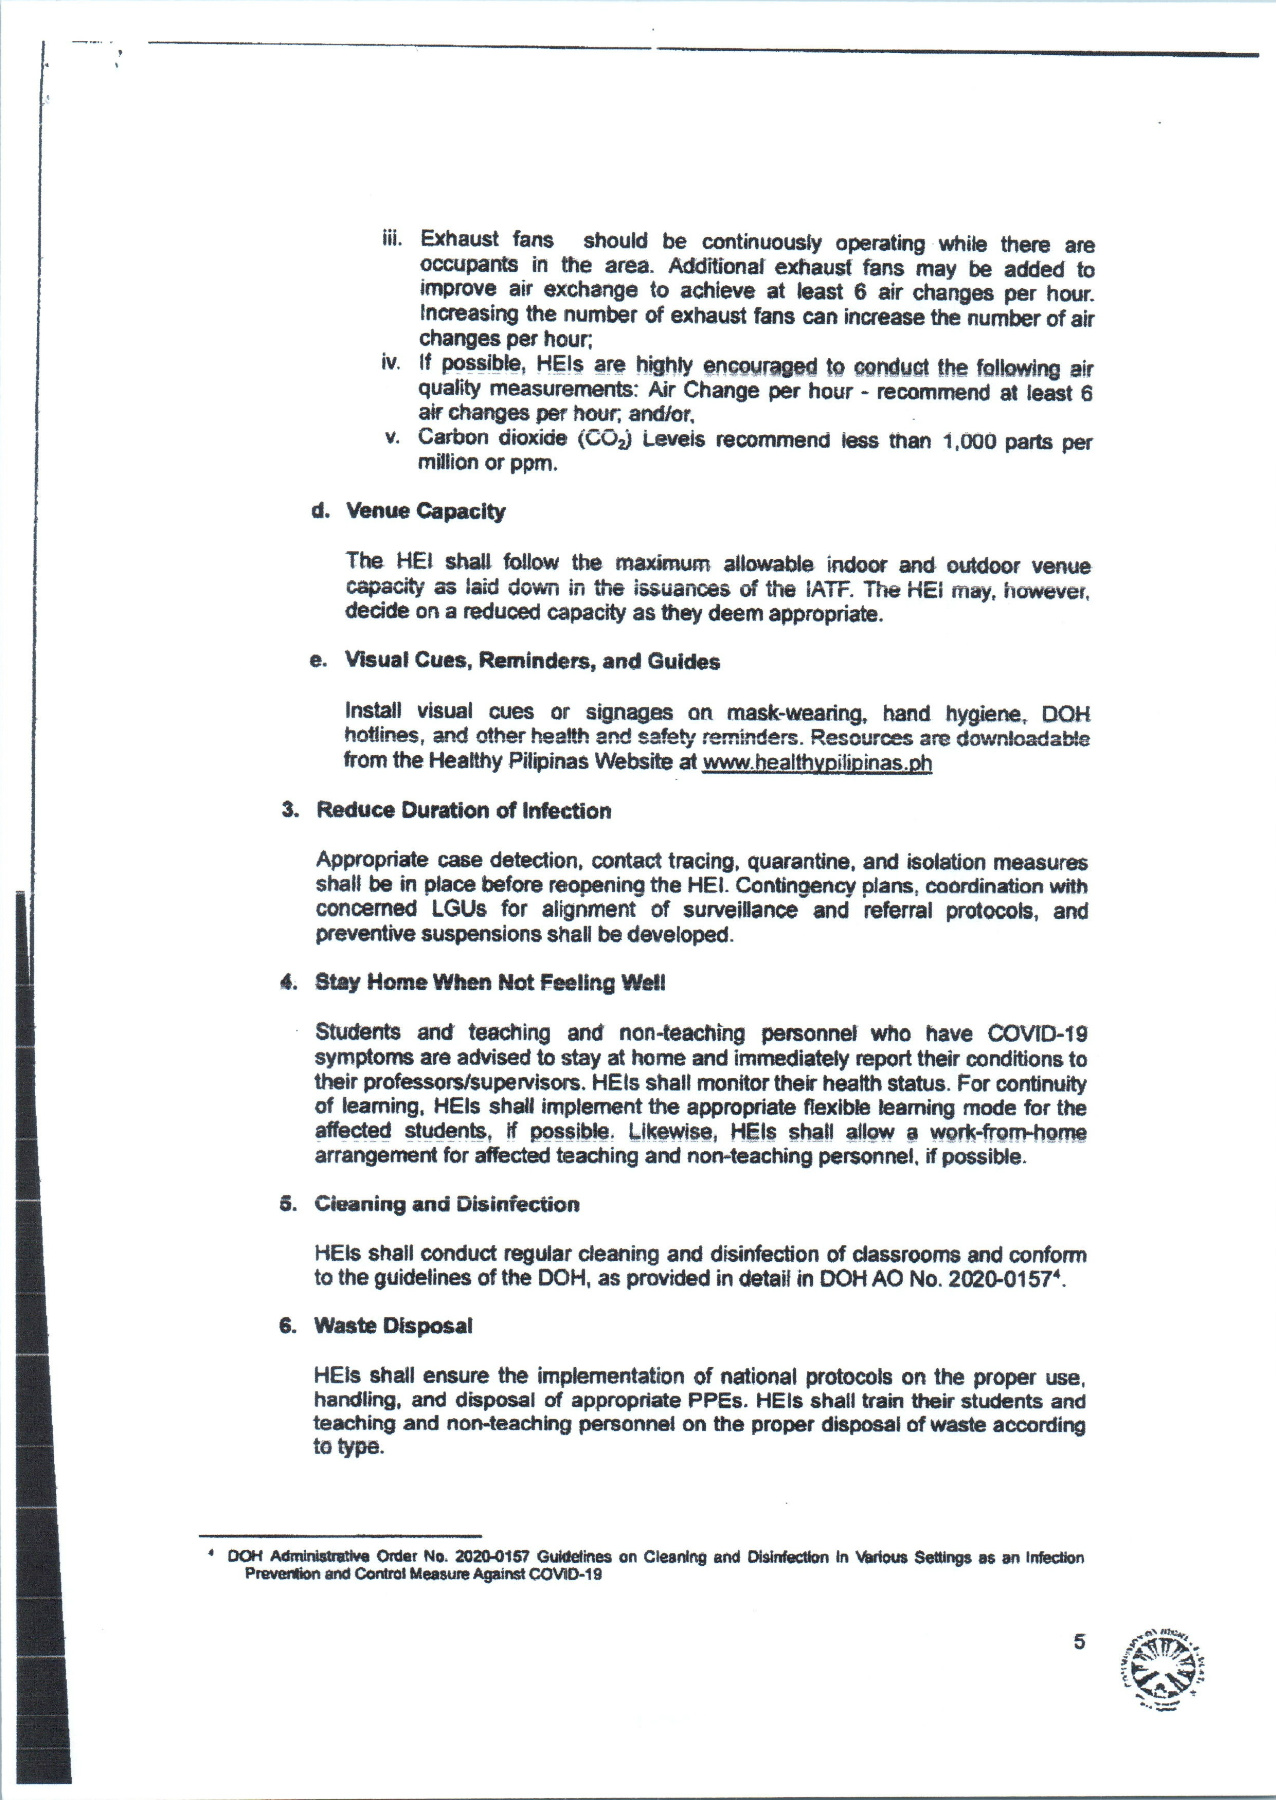 iii. Exhaust fans should be continuously operating while there are
occupants in the area. Additional exhaust fans may be added to
improve air exchange to achieve at least 6 air changes per hour.
Increasing the number of exhaust fans can increase the number of air
changes per hour;
iv. If possible, HEIs are highly encouraged to conduct the following air
quality measurements: Air Change per hour - recommend at least 6
air changes per hour; and/or,
v. Carbon dioxide (CO₂) Levels recommend less than 1,000 parts per
million or ppm.
d. Venue Capacity
The HEI shall follow the maximum allowable indoor and outdoor venue
capacity as laid down in the issuances of the IATF. The HEI may, however,
decide on a reduced capacity as they deem appropriate.
e. Visual Cues, Reminders, and Guides
Install visual cues or signages on mask-wearing, hand hygiene, DOH
hotlines, and other health and safety reminders. Resources are downloadable
from the Healthy Pilipinas Website at www.healthypilipinas.ph
3. Reduce Duration of Infection
Appropriate case detection, contact tracing, quarantine, and isolation measures
shall be in place before reopening the HEI. Contingency plans, coordination with
concerned LGUs for alignment of surveillance and referral protocols, and
preventive suspensions shall be developed.
4. Stay Home When Not Feeling Well
Students and teaching and non-teaching personnel who have COVID-19
symptoms are advised to stay at home and immediately report their conditions to
their professors/supervisors. HEIs shall monitor their health status. For continuity
of learning, HEIs shall implement the appropriate flexible learning mode for the
affected students, if possible. Likewise, HEIs shall allow a work-from-home
arrangement for affected teaching and non-teaching personnel, if possible.
5. Cleaning and Disinfection
HEIs shall conduct regular cleaning and disinfection of classrooms and conform
to the guidelines of the DOH, as provided in detail in DOH AO No. 2020-0157⁴.
6. Waste Disposal
HEIs shall ensure the implementation of national protocols on the proper use,
handling, and disposal of appropriate PPEs. HEIs shall train their students and
teaching and non-teaching personnel on the proper disposal of waste according
to type.
⁴ DOH Administrative Order No. 2020-0157 Guidelines on Cleaning and Disinfection in Various Settings as an Infection
Prevention and Control Measure Against COVID-19
5